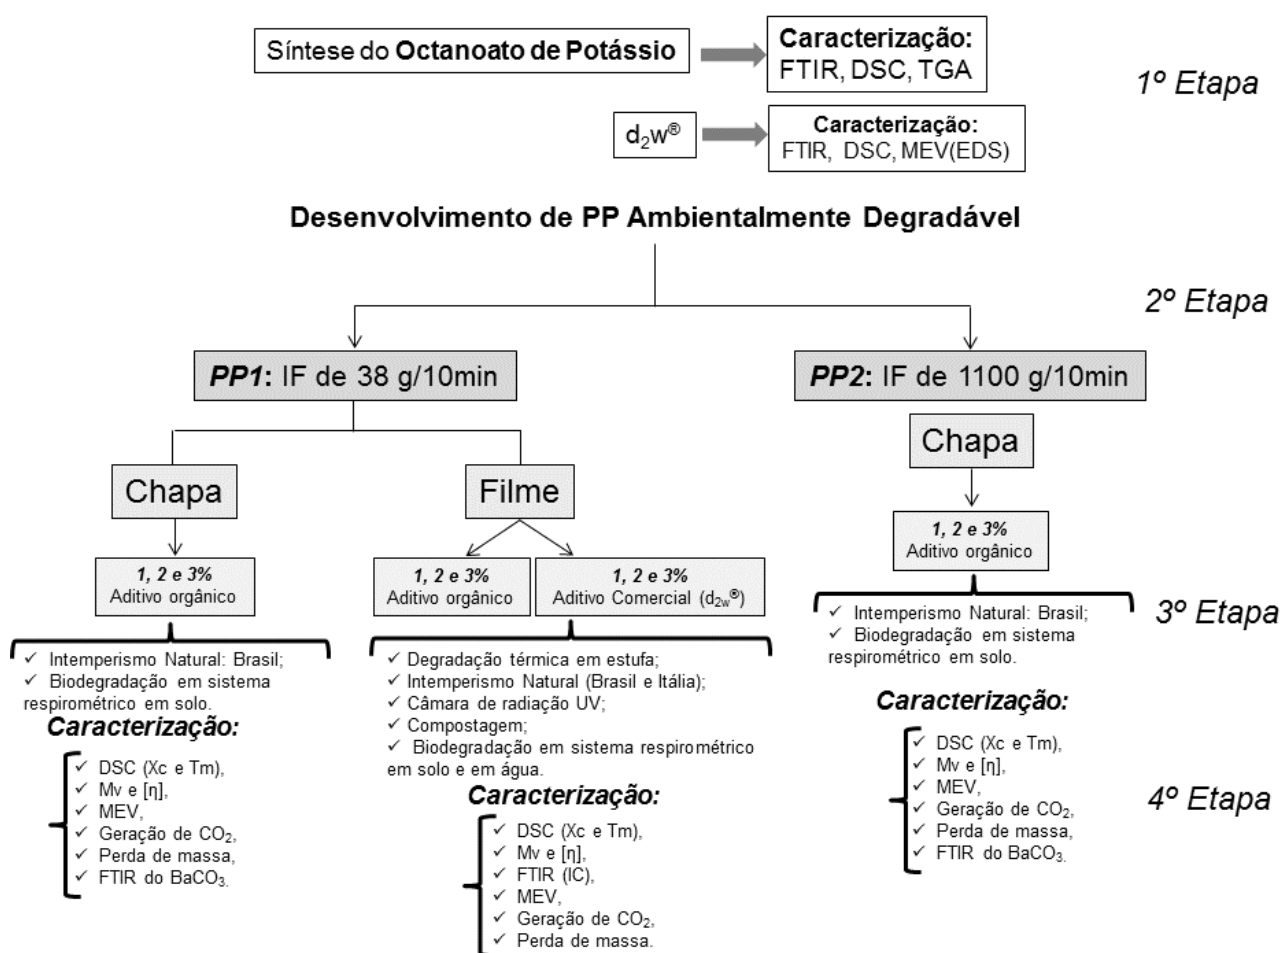 Síntese do Octanoato de Potássio
Caracterização:
FTIR, DSC, TGA
1º Etapa
d₂w®
Caracterização:
FTIR, DSC, MEV(EDS)
Desenvolvimento de PP Ambientalmente Degradável
2º Etapa
PP1: IF de 38 g/10min
PP2: IF de 1100 g/10min
Chapa
Filme
Chapa
1, 2 e 3%
Aditivo orgânico
1, 2 e 3%
Aditivo orgânico
1, 2 e 3%
Aditivo Comercial (d₂w®)
1, 2 e 3%
Aditivo orgânico
3º Etapa
✓ Intemperismo Natural: Brasil;
✓ Biodegradação em sistema
respirométrico em solo.
Caracterização:
✓ DSC (Xc e Tm),
✓ Mv e [η],
✓ MEV,
✓ Geração de CO₂,
✓ Perda de massa,
✓ FTIR do BaCO₃.
✓ Degradação térmica em estufa;
✓ Intemperismo Natural (Brasil e Itália);
✓ Câmara de radiação UV;
✓ Compostagem;
✓ Biodegradação em sistema respirométrico
em solo e em água.
Caracterização:
✓ DSC (Xc e Tm),
✓ Mv e [η],
✓ FTIR (IC),
✓ MEV,
✓ Geração de CO₂,
✓ Perda de massa.
✓ Intemperismo Natural: Brasil;
✓ Biodegradação em sistema
respirométrico em solo.
Caracterização:
✓ DSC (Xc e Tm),
✓ Mv e [η],
✓ MEV,
✓ Geração de CO₂,
✓ Perda de massa,
✓ FTIR do BaCO₃.
4º Etapa